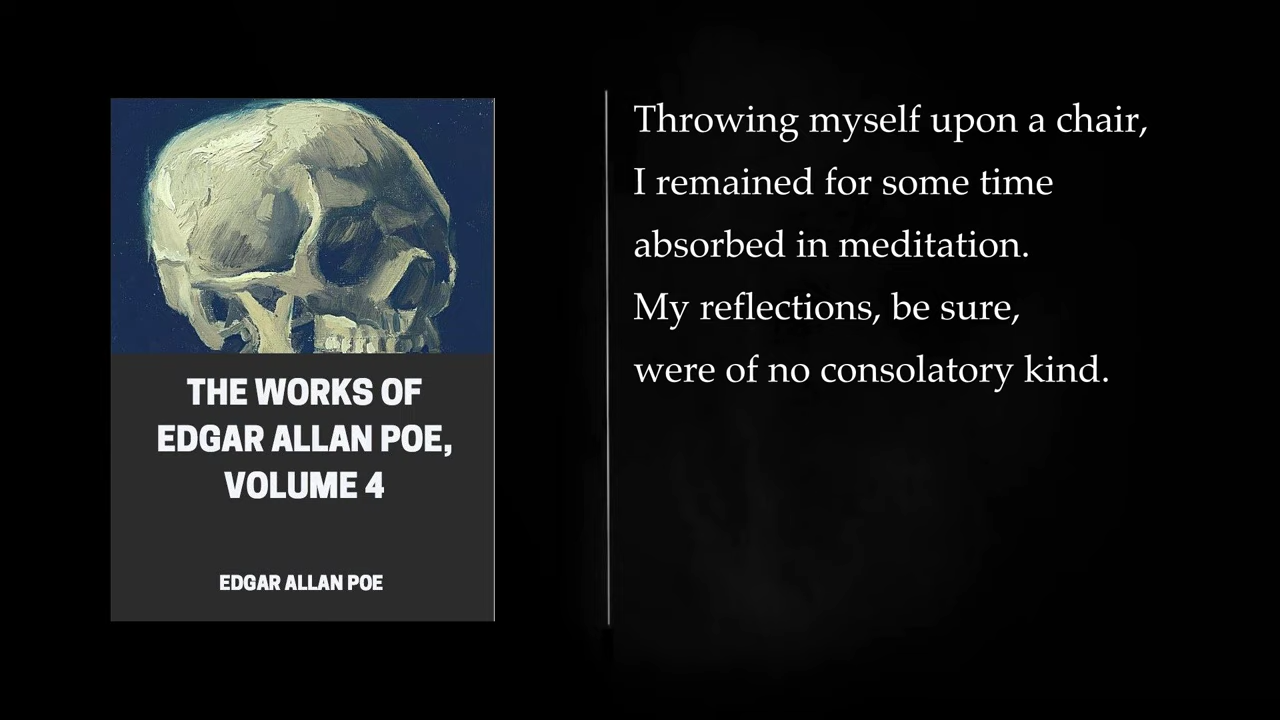 THE WORKS OF
EDGAR ALLAN POE,
VOLUME 4
EDGAR ALLAN POE
Throwing myself upon a chair,
I remained for some time
absorbed in meditation.
My reflections, be sure,
were of no consolatory kind.